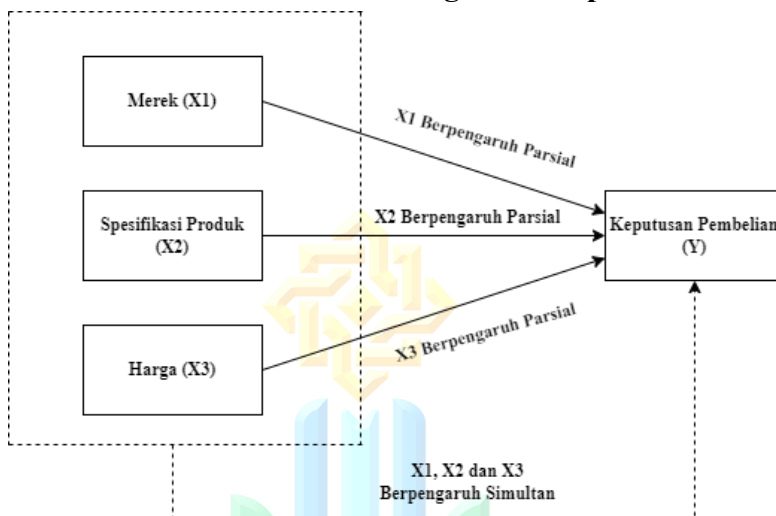 Merek (X1)
X1 Berpengaruh Parsial
Spesifikasi Produk
(X2)
X2 Berpengaruh Parsial
Keputusan Pembelian
(Y)
Harga (X3)
X3 Berpengaruh Parsial
X1, X2 dan X3
Berpengaruh Simultan